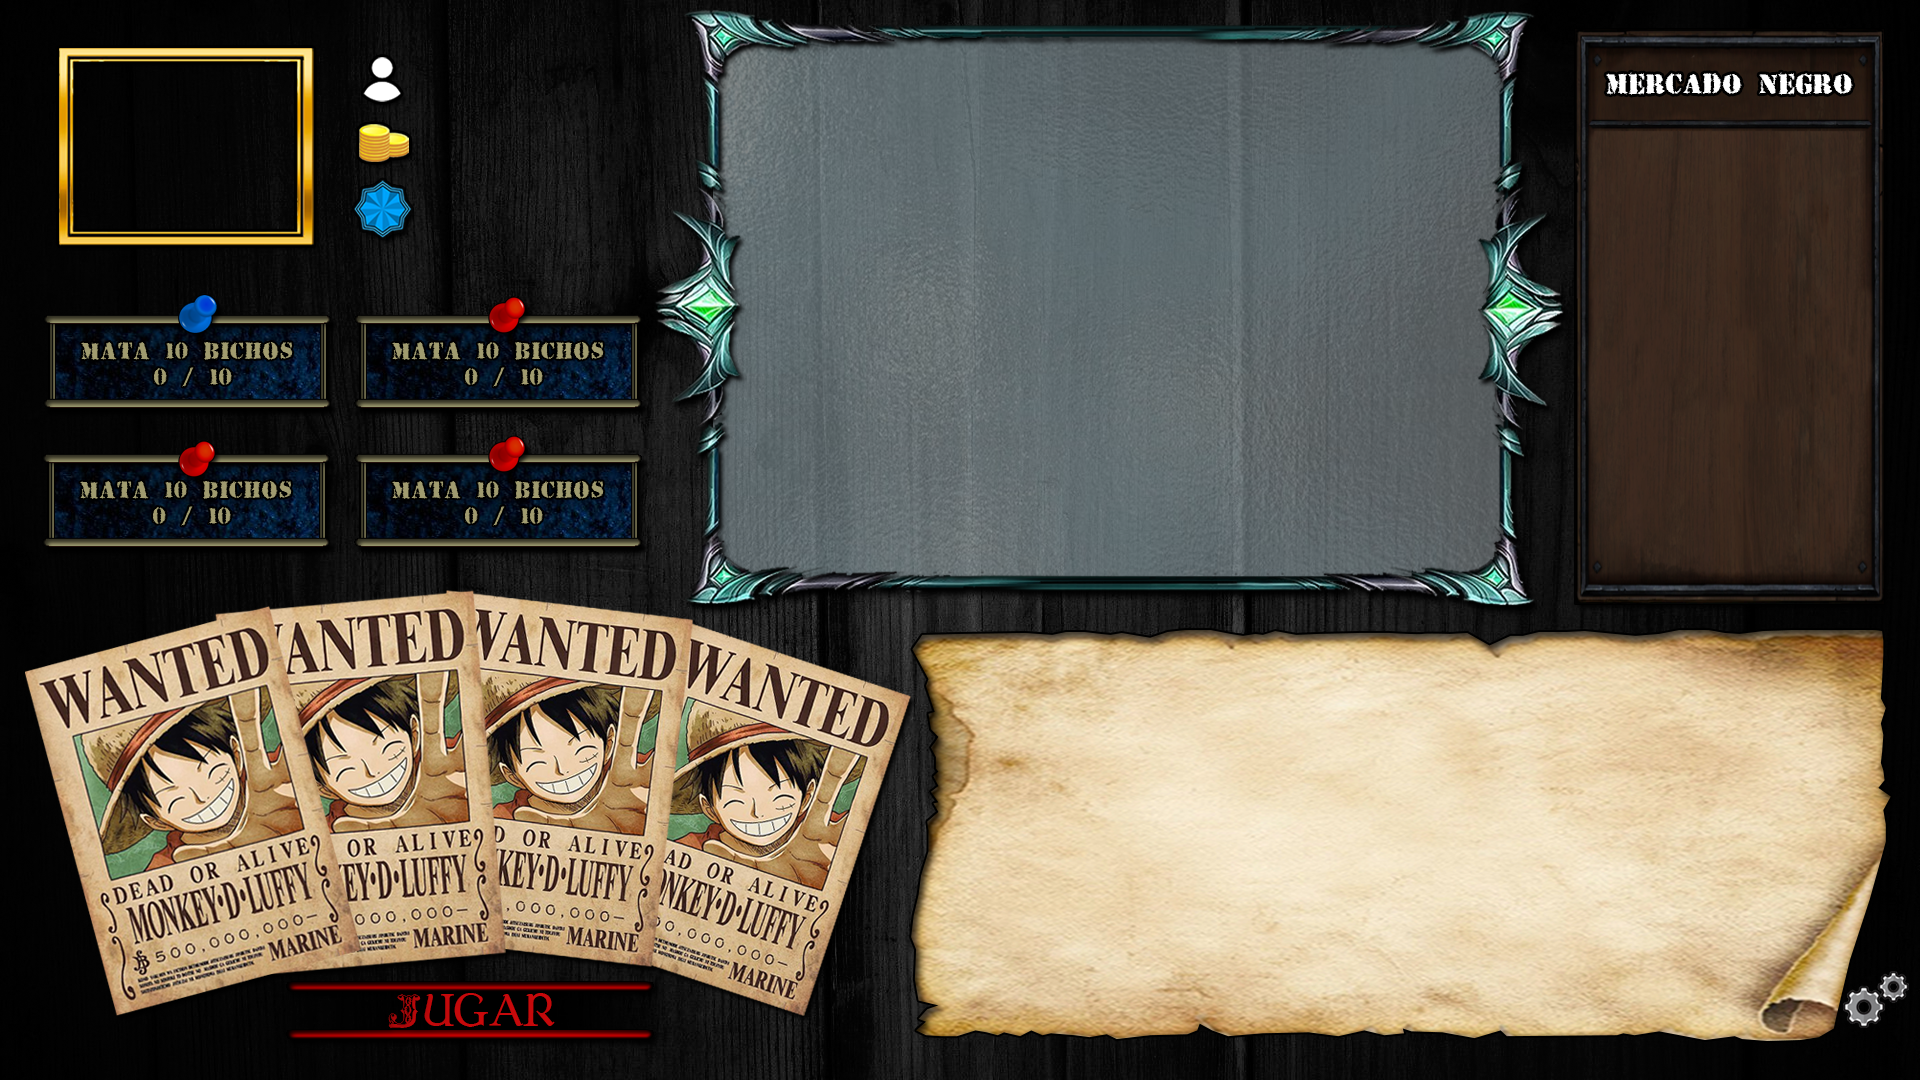 MERCADO NEGRO
MATA 10 BICHOS
0 / 10
MATA 10 BICHOS
0 / 10
MATA 10 BICHOS
0 / 10
MATA 10 BICHOS
0 / 10
WANTED
DEAD OR ALIVE
MONKEY·D·LUFFY
500,000,000–
MARINE
WANTED
OR ALIVE
EY·D·LUFFY
000,000–
MARINE
WANTED
D OR ALIVE
KEY·D·LUFFY
,000,000–
MARINE
WANTED
AD OR ALIVE
ONKEY·D·LUFFY
00,000,000–
MARINE
JUGAR